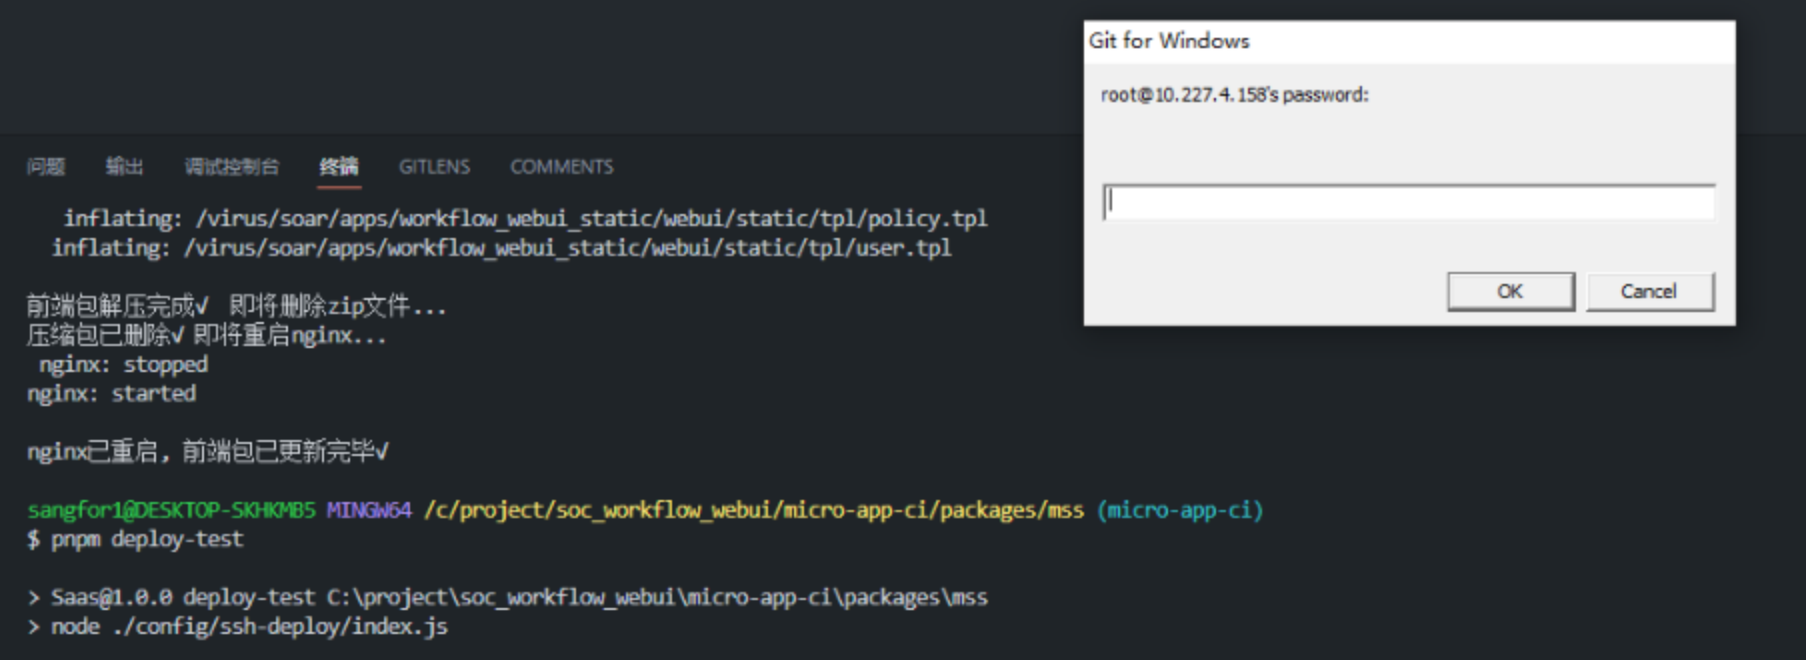 Git for Windows
root@10.227.4.158's password:
OK
Cancel
问题 输出 调试控制台 终端 GITLENS COMMENTS
inflating: /virus/soar/apps/workflow_webui_static/webui/static/tpl/policy.tpl
inflating: /virus/soar/apps/workflow_webui_static/webui/static/tpl/user.tpl
前端包解压完成√ 即将删除zip文件...
压缩包已删除√ 即将重启nginx...
nginx: stopped
nginx: started
nginx已重启, 前端包已更新完毕√
sangfor1@DESKTOP-SKHKMB5 MINGW64 /c/project/soc_workflow_webui/micro-app-ci/packages/mss (micro-app-ci)
$ pnpm deploy-test
> Saas@1.0.0 deploy-test C:\project\soc_workflow_webui\micro-app-ci\packages\mss
> node ./config/ssh-deploy/index.js